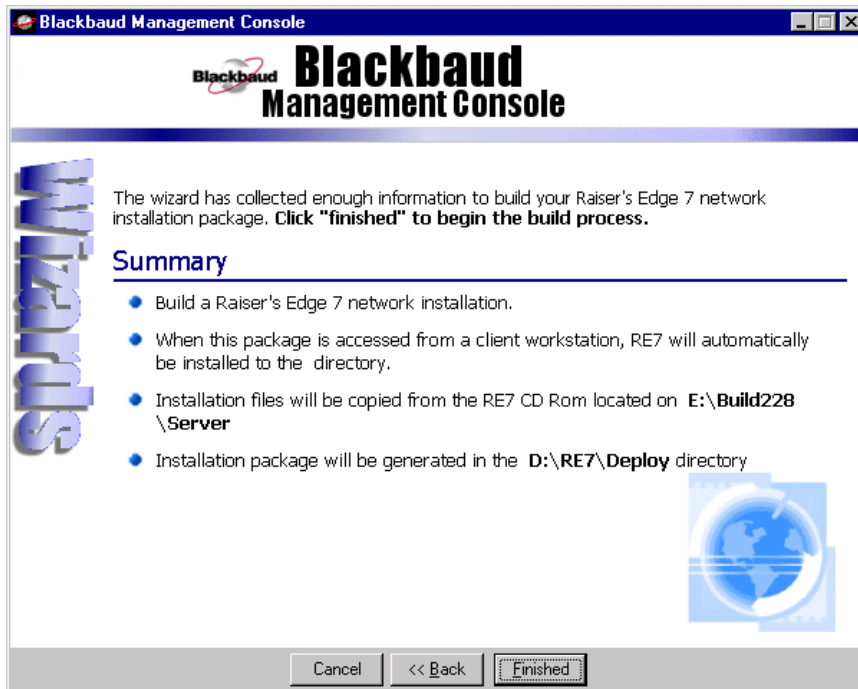 Blackbaud Management Console
Blackbaud
Blackbaud
Management Console
Wizards
The wizard has collected enough information to build your Raiser's Edge 7 network
installation package. Click "finished" to begin the build process.
Summary
Build a Raiser's Edge 7 network installation.
When this package is accessed from a client workstation, RE7 will automatically
be installed to the directory.
Installation files will be copied from the RE7 CD Rom located on E:\Build228
\Server
Installation package will be generated in the D:\RE7\Deploy directory
Cancel
<< Back
Finished